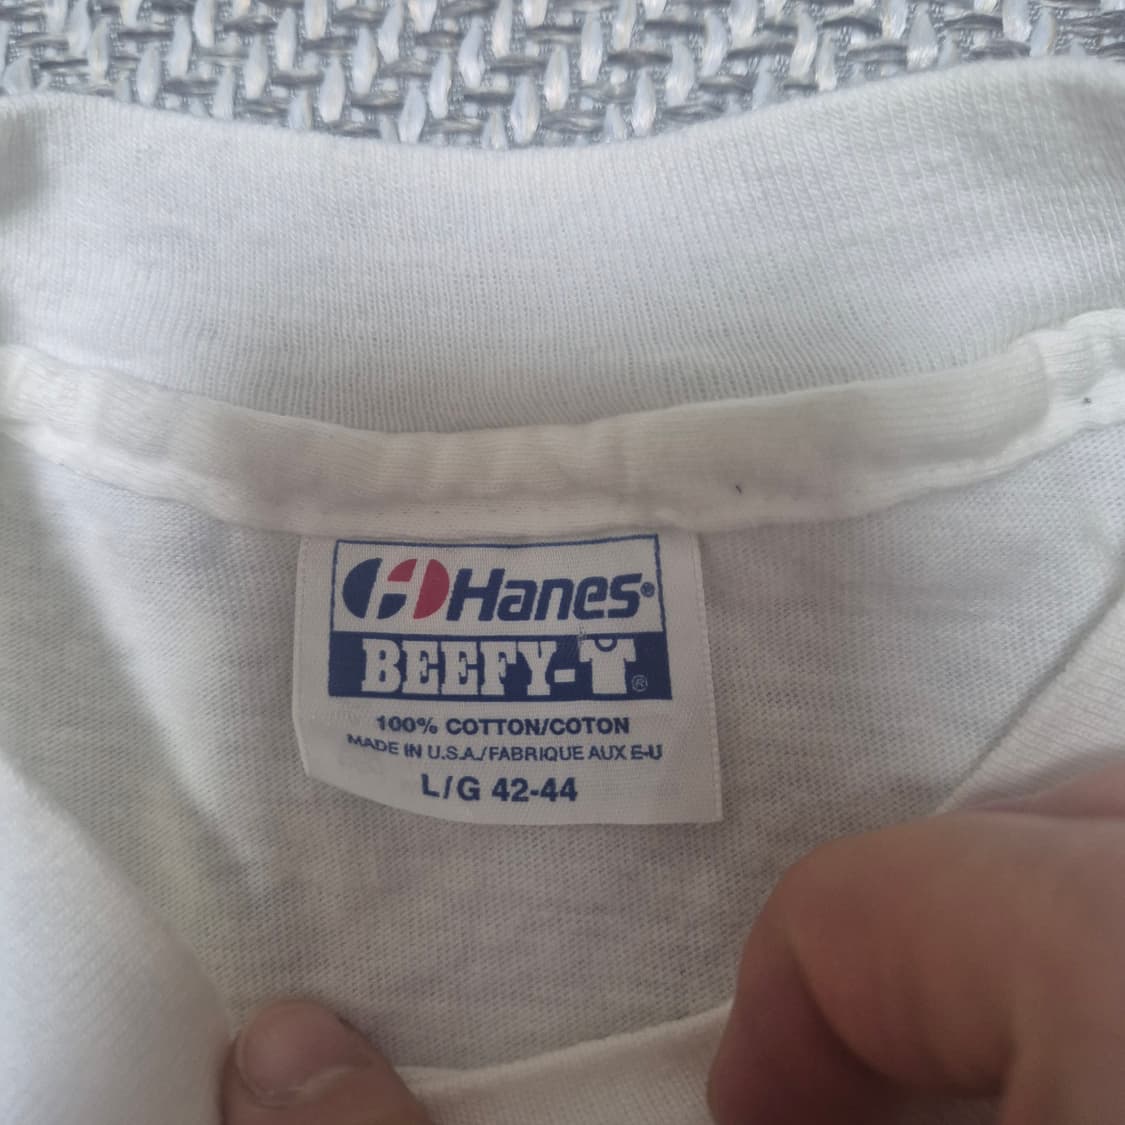 Hanes®
BEEFY-T®
100% COTTON/COTON
MADE IN U.S.A./FABRIQUE AUX E-U
L/G 42-44